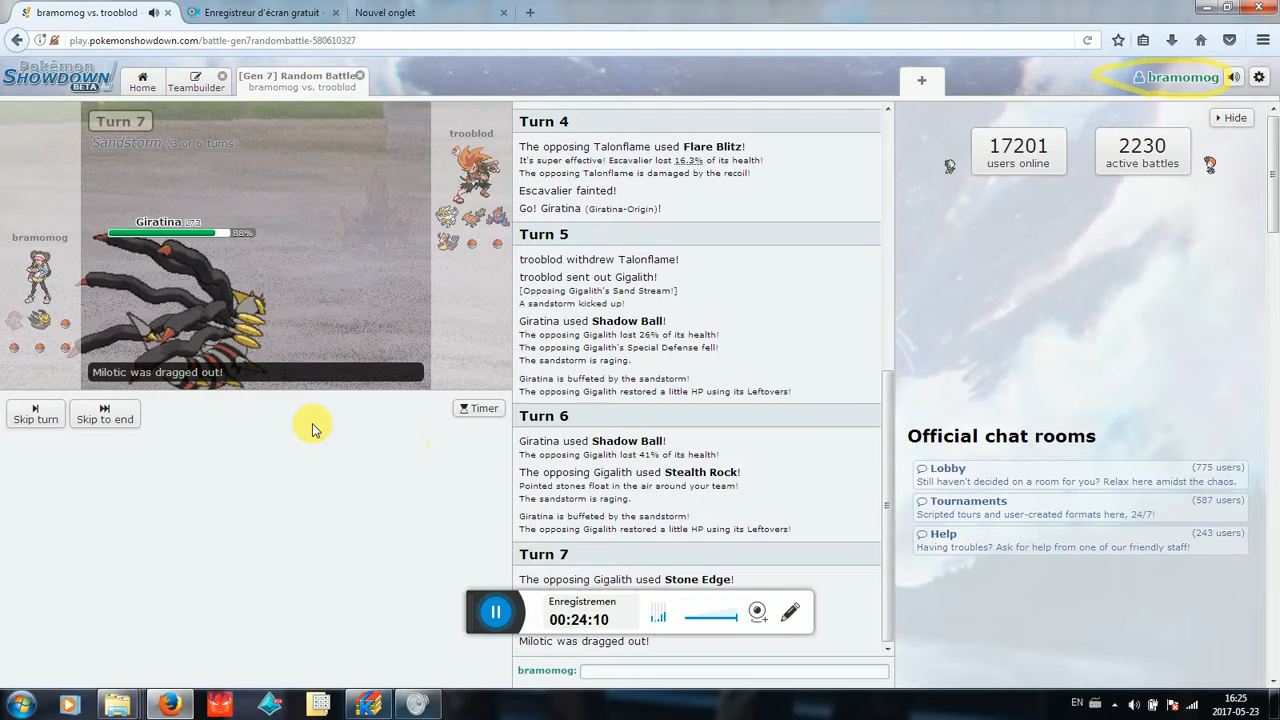 bramomog vs. trooblod -
Enregistreur d'écran gratuit -
Nouvel onglet
play.pokemonshowdown.com/battle-gen7randombattle-580610327
Pokémon
SHOWDOWN
BETA
Home
Teambuilder
[Gen 7] Random Battle
bramomog vs. trooblod
+
bramomog
Turn 7
Sandstorm (3 or 6 turns)
trooblod
bramomog
Giratina L73
88%
Milotic was dragged out!
Skip turn
Skip to end
Timer
Turn 4
The opposing Talonflame used Flare Blitz!
It's super effective! Escavalier lost 16.3% of its health!
The opposing Talonflame is damaged by the recoil!
Escavalier fainted!
Go! Giratina (Giratina-Origin)!
Turn 5
trooblod withdrew Talonflame!
trooblod sent out Gigalith!
[Opposing Gigalith's Sand Stream!]
A sandstorm kicked up!
Giratina used Shadow Ball!
The opposing Gigalith lost 26% of its health!
The opposing Gigalith's Special Defense fell!
The sandstorm is raging.
Giratina is buffeted by the sandstorm!
The opposing Gigalith restored a little HP using its Leftovers!
Turn 6
Giratina used Shadow Ball!
The opposing Gigalith lost 41% of its health!
The opposing Gigalith used Stealth Rock!
Pointed stones float in the air around your team!
The sandstorm is raging.
Giratina is buffeted by the sandstorm!
The opposing Gigalith restored a little HP using its Leftovers!
Turn 7
The opposing Gigalith used Stone Edge!
Milotic was dragged out!
bramomog:
Enregistremen
00:24:10
Hide
17201
users online
2230
active battles
Official chat rooms
Lobby
(775 users)
Still haven't decided on a room for you? Relax here amidst the chaos.
Tournaments
(587 users)
Scripted tours and user-created formats here, 24/7!
Help
(243 users)
Having troubles? Ask for help from one of our friendly staff!
EN
16:25
2017-05-23